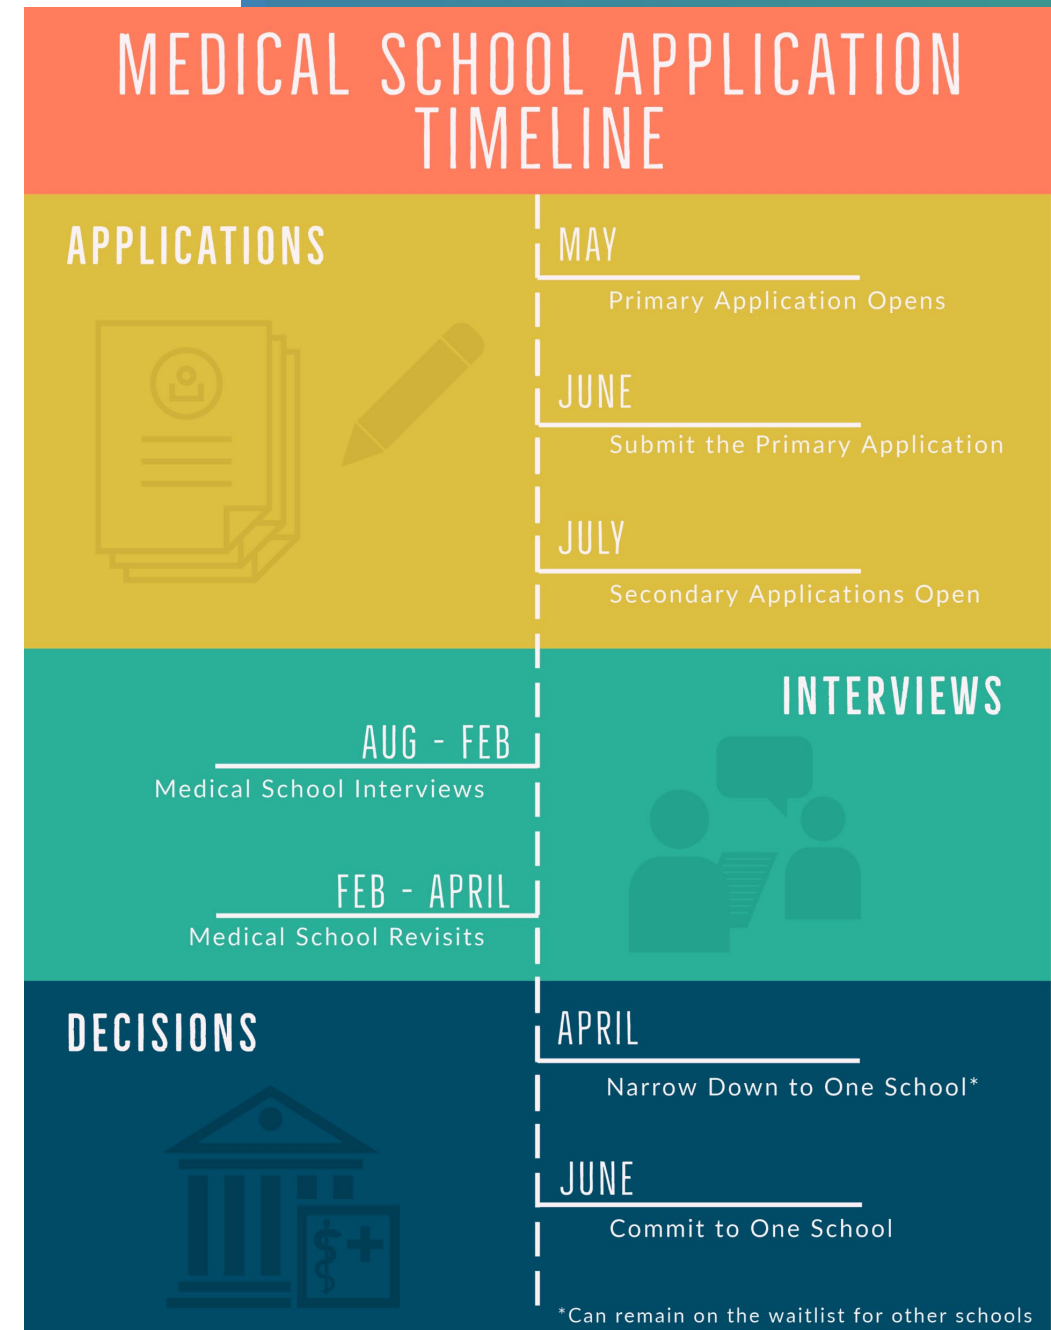 MEDICAL SCHOOL APPLICATION
TIMELINE
APPLICATIONS
MAY
Primary Application Opens
JUNE
Submit the Primary Application
JULY
Secondary Applications Open
INTERVIEWS
AUG - FEB
Medical School Interviews
FEB - APRIL
Medical School Revisits
DECISIONS
APRIL
Narrow Down to One School*
JUNE
Commit to One School
*Can remain on the waitlist for other schools